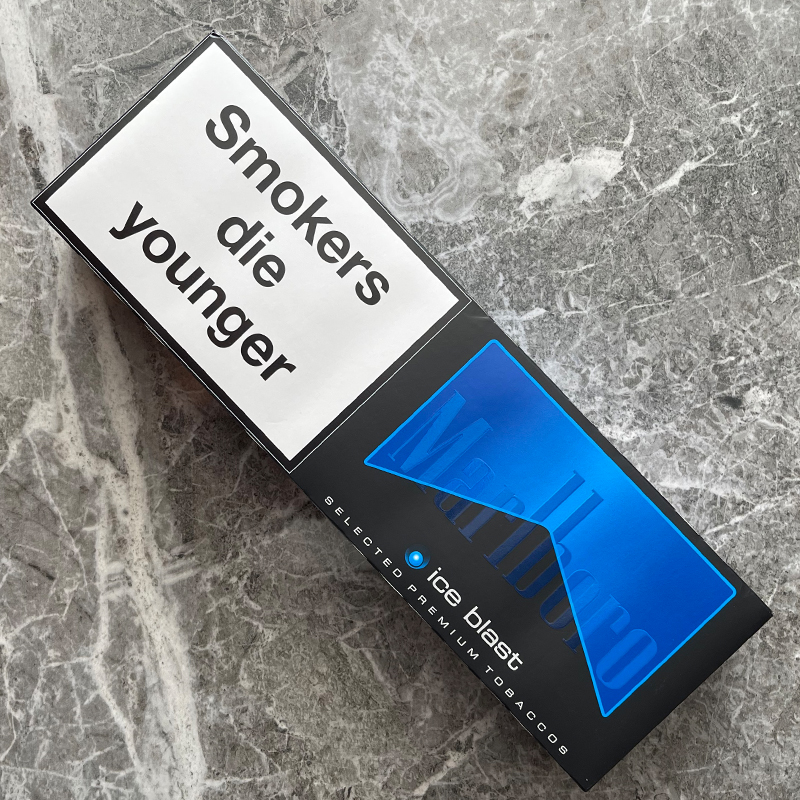 Smokers
die
younger
Marlboro
ice blast
SELECTED PREMIUM TOBACCOS